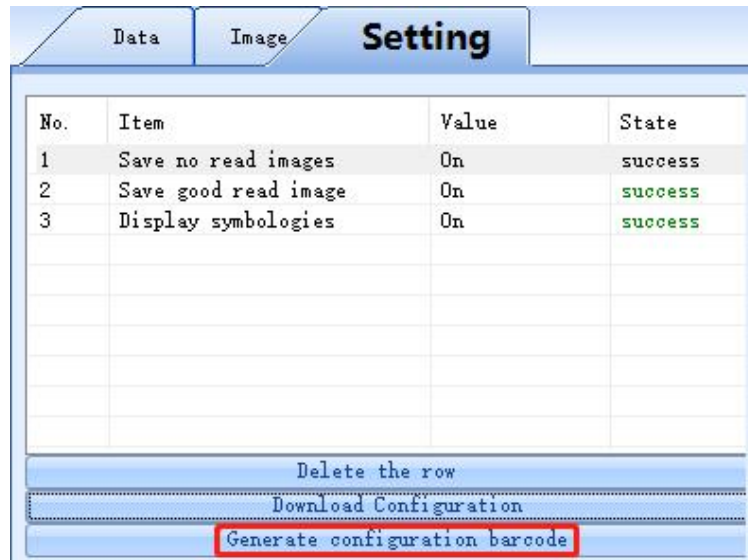 Data Image Setting
No. Item Value State
1 Save no read images On success
2 Save good read image On success
3 Display symbologies On success
Delete the row
Download Configuration
Generate configuration barcode